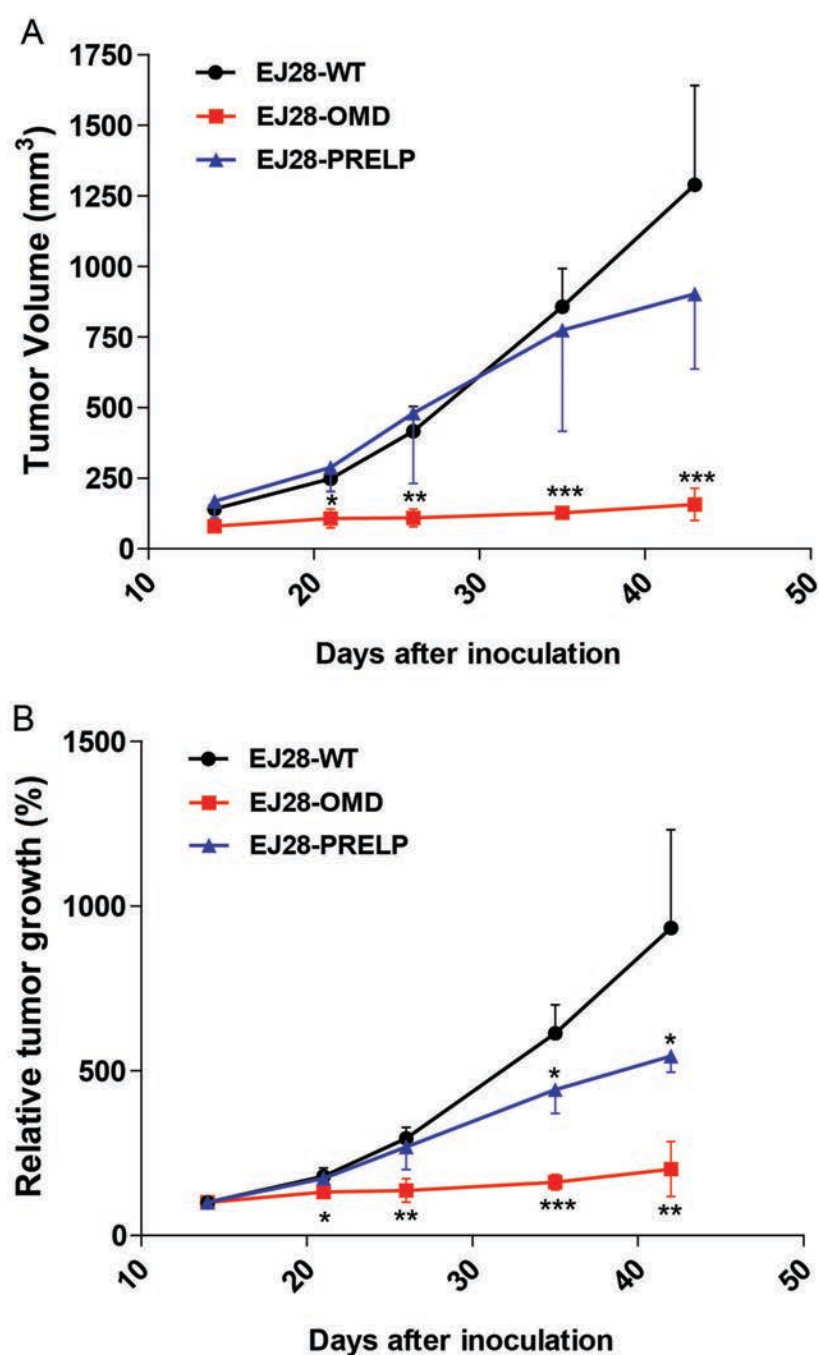 A
1750
1500
1250
1000
750
500
250
0
Tumor Volume (mm³)
EJ28-WT
EJ28-OMD
EJ28-PRELP
*
**
***
***
10
20
30
40
50
Days after inoculation
B
1500
1000
500
0
Relative tumor growth (%)
EJ28-WT
EJ28-OMD
EJ28-PRELP
*
*
*
**
***
**
10
20
30
40
50
Days after inoculation